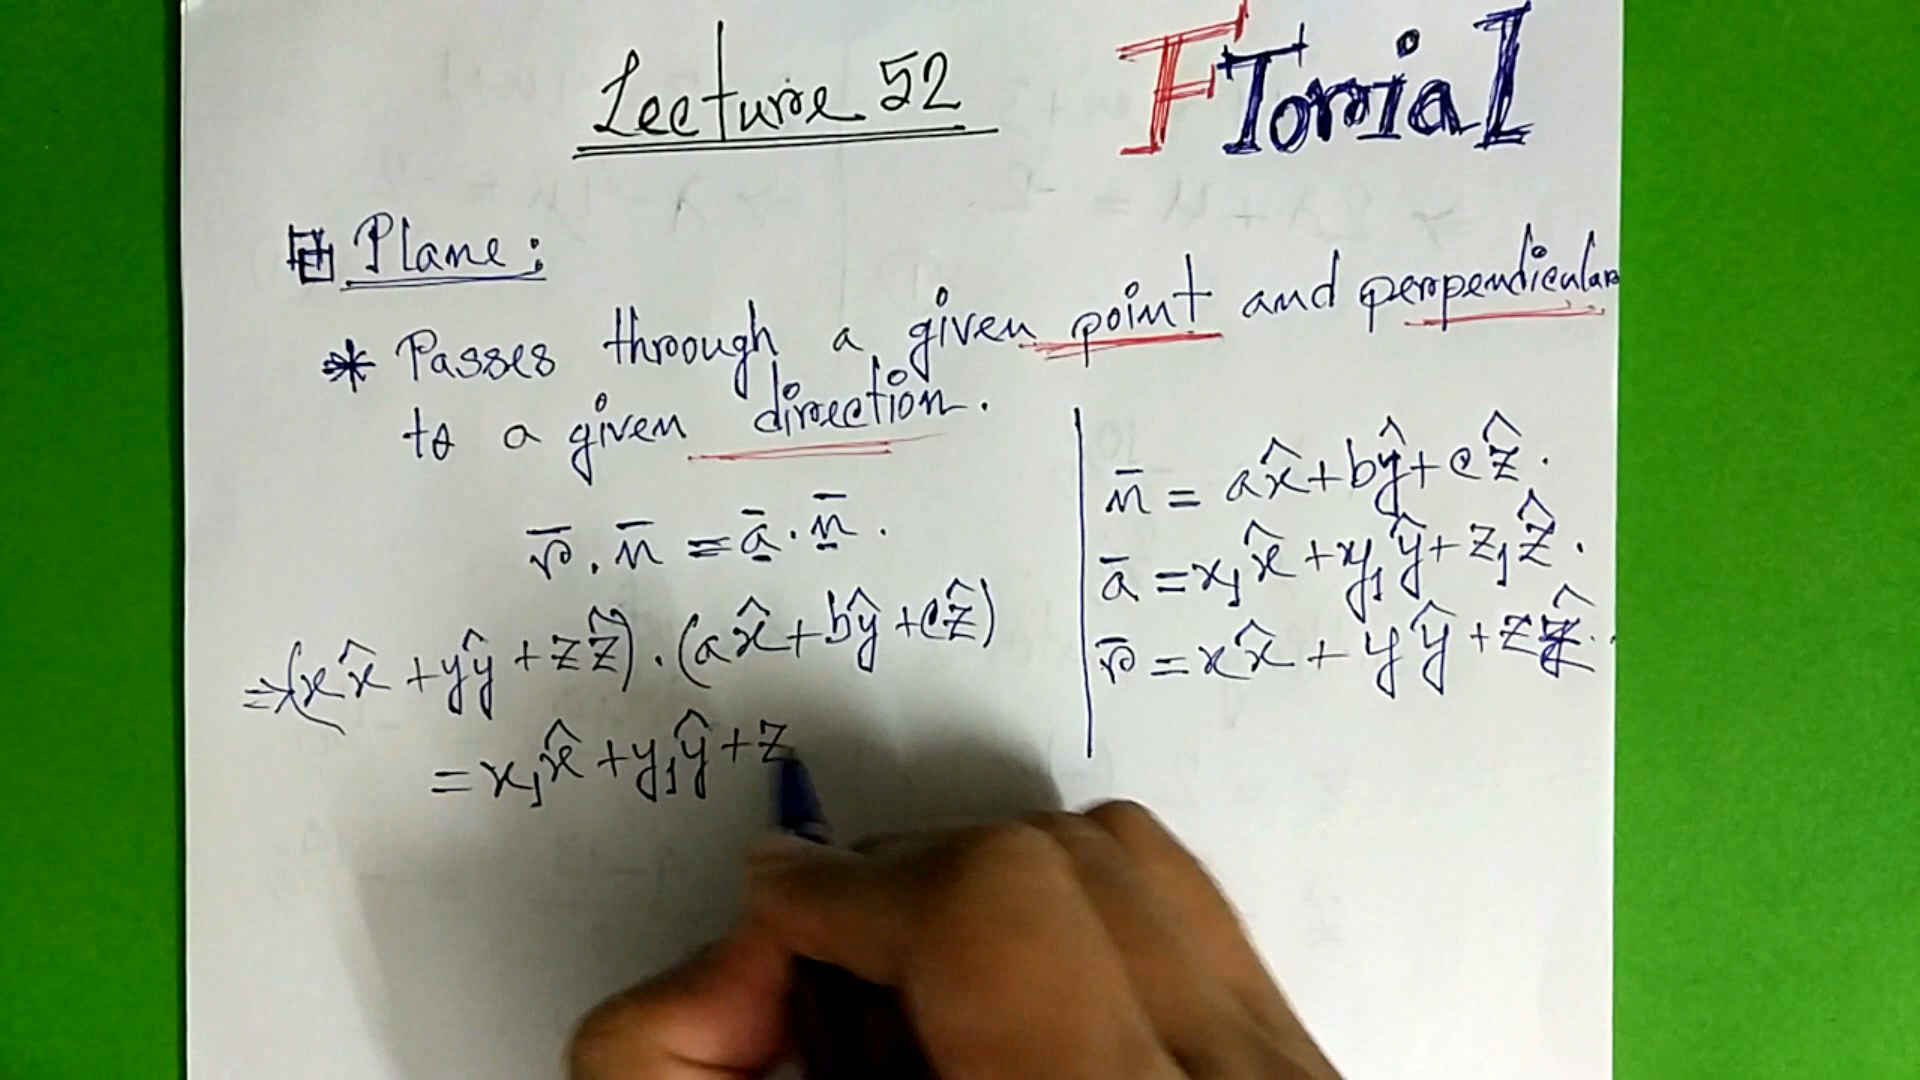 Lecture 52
FTorial
Plane:
* Passes through a given point and perpendicular
to a given direction.
r̅ . n̅ = a̅ . n̅ .
⇒(xx̂ + yŷ + zẑ) . (ax̂ + bŷ + cẑ)
= x₁x̂ + y₁ŷ + z
n̅ = ax̂ + bŷ + cẑ .
a̅ = x₁x̂ + y₁ŷ + z₁ẑ .
r̅ = xx̂ + yŷ + zẑ .